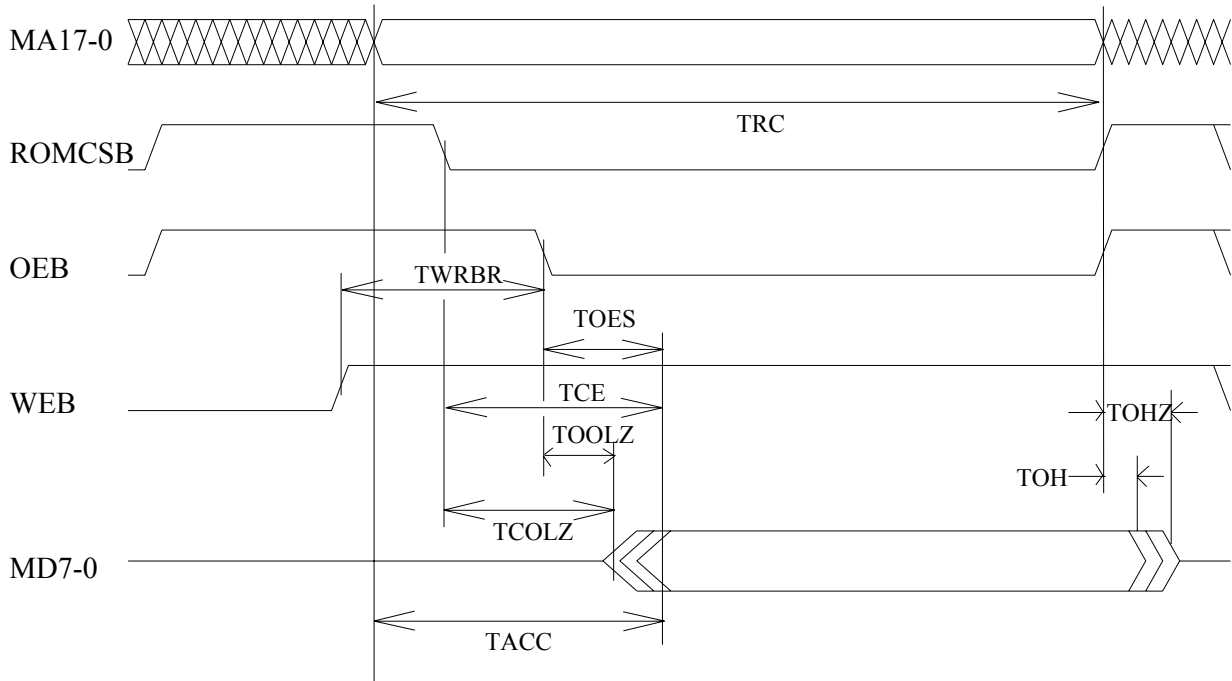 MA17-0
TRC
ROMCSB
OEB
TWRBR
TOES
WEB
TCE
TOHZ
TOOLZ
TOH
TCOLZ
MD7-0
TACC